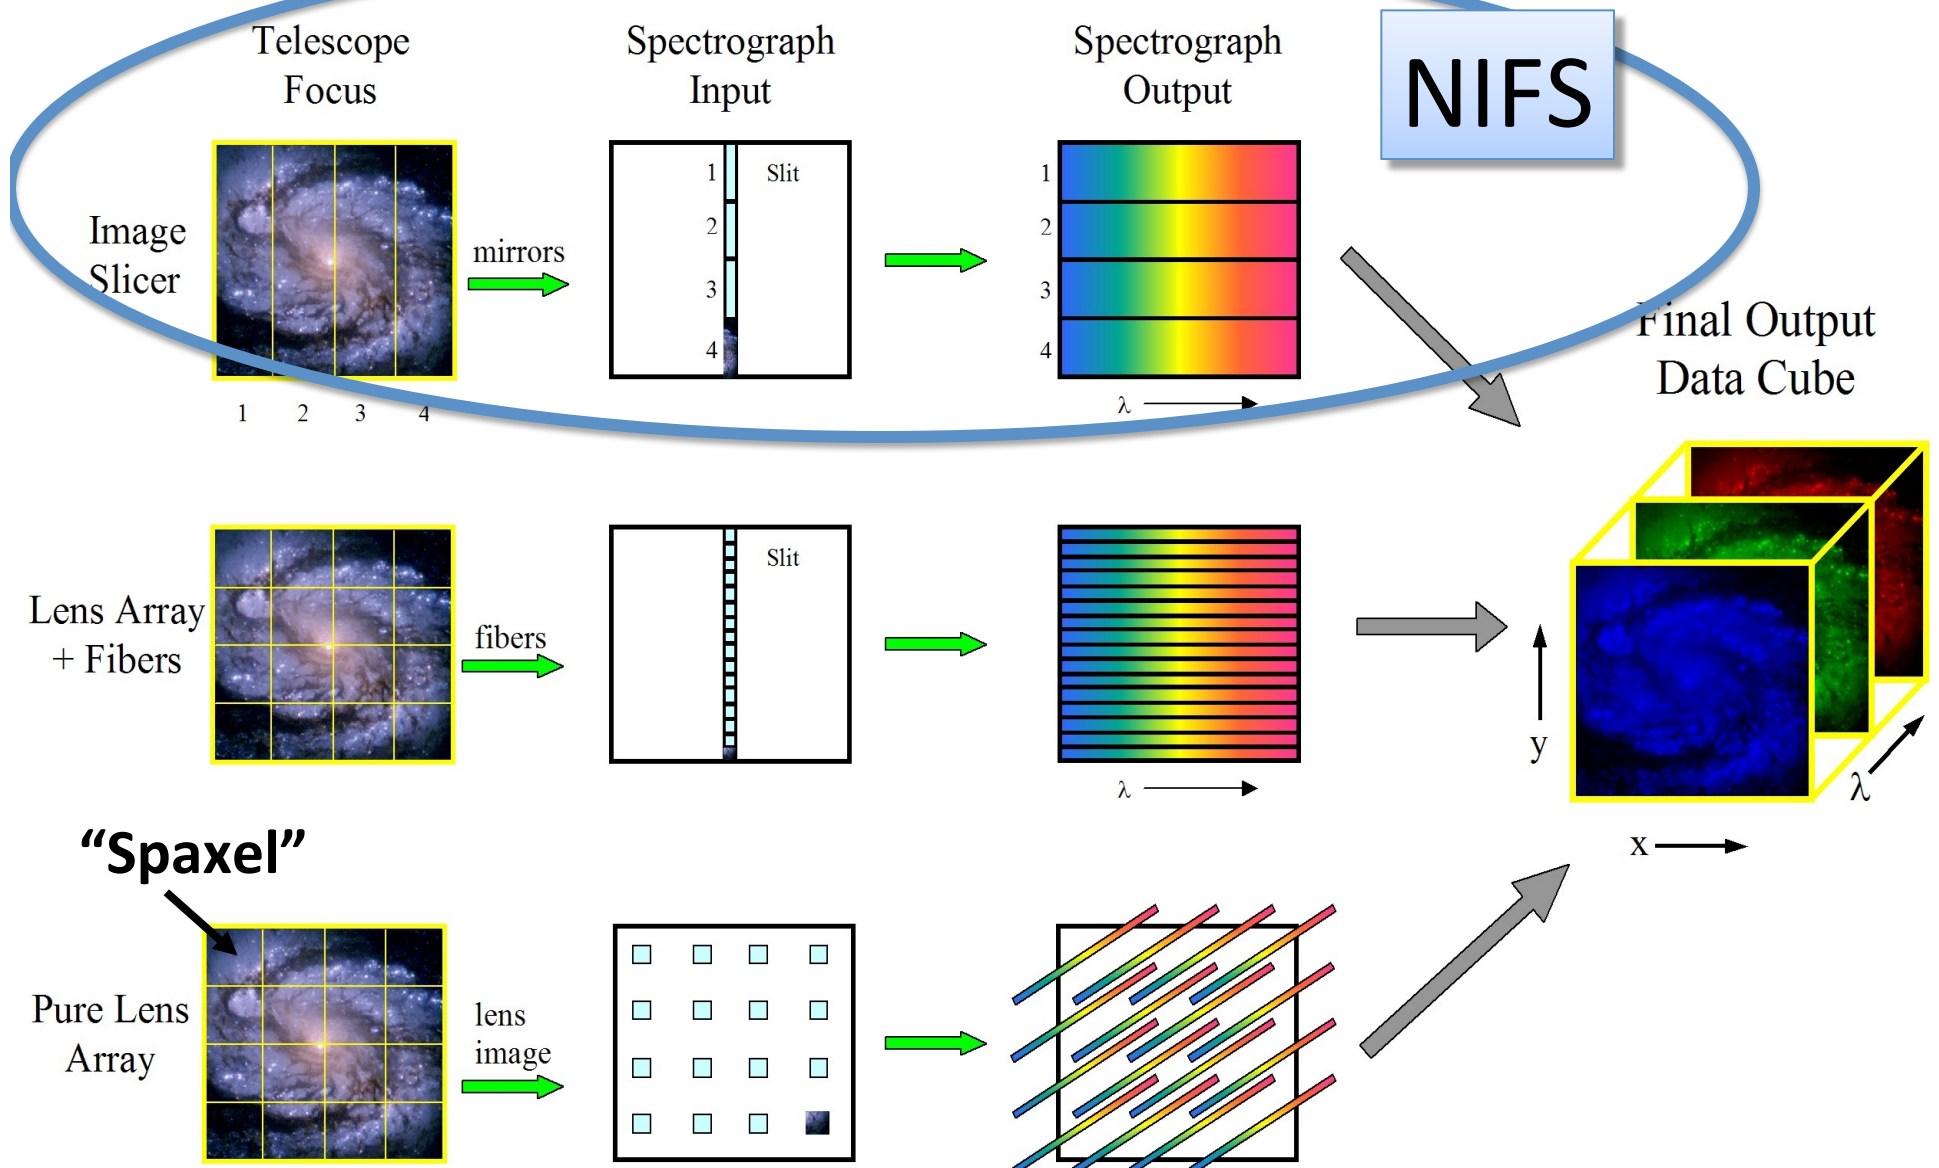 Telescope
Focus
Spectrograph
Input
Spectrograph
Output
NIFS
Image
Slicer
mirrors
1
2
3
4
Slit
1
2
3
4
λ
1 2 3 4
Final Output
Data Cube
Lens Array
+ Fibers
fibers
Slit
λ
y
λ
x
“Spaxel”
Pure Lens
Array
lens
image